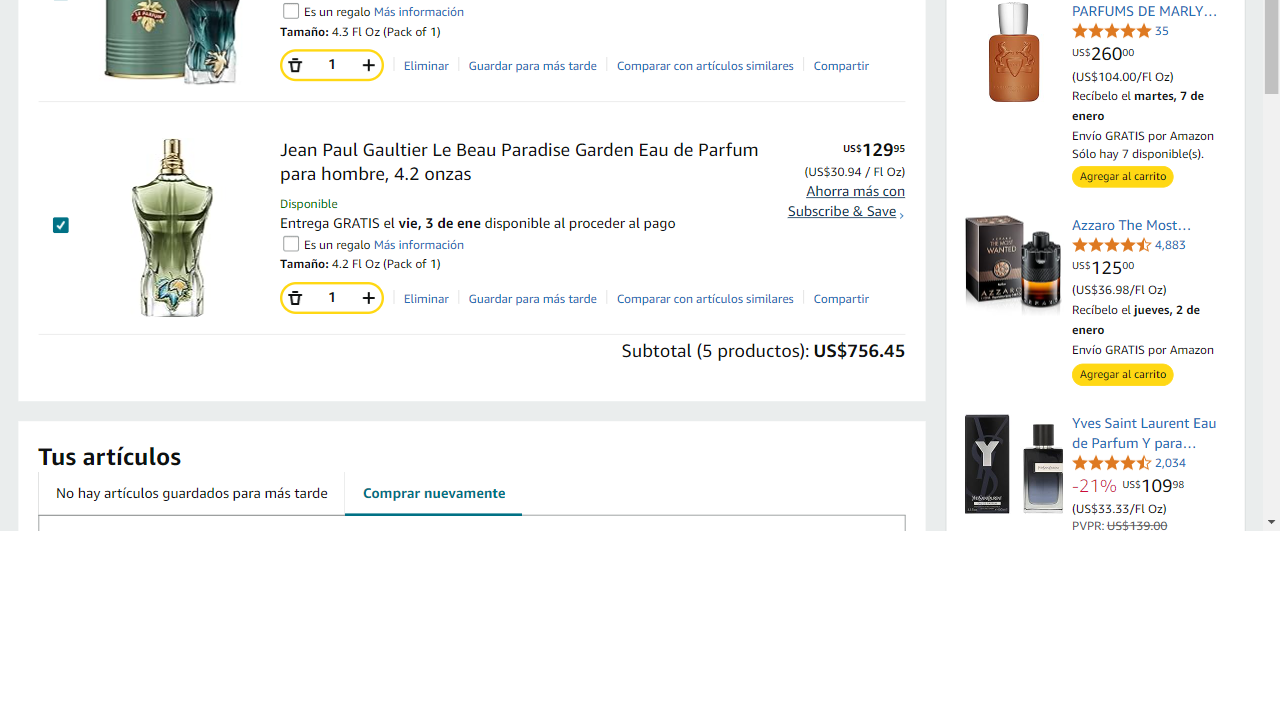 Es un regalo Más información
Tamaño: 4.3 Fl Oz (Pack of 1)
1
Eliminar
Guardar para más tarde
Comparar con artículos similares
Compartir
Jean Paul Gaultier Le Beau Paradise Garden Eau de Parfum
para hombre, 4.2 onzas
US$129 95
(US$30.94 / Fl Oz)
Ahorra más con
Subscribe & Save ›
Disponible
Entrega GRATIS el vie, 3 de ene disponible al proceder al pago
Es un regalo Más información
Tamaño: 4.2 Fl Oz (Pack of 1)
1
Eliminar
Guardar para más tarde
Comparar con artículos similares
Compartir
Subtotal (5 productos): US$756.45
Tus artículos
No hay artículos guardados para más tarde
Comprar nuevamente
PARFUMS DE MARLY…
35
US$260 00
(US$104.00/Fl Oz)
Recíbelo el martes, 7 de
enero
Envío GRATIS por Amazon
Sólo hay 7 disponible(s).
Agregar al carrito
THE MOST
WANTED
AZZARO
Azzaro The Most…
4,883
US$125 00
(US$36.98/Fl Oz)
Recíbelo el jueves, 2 de
enero
Envío GRATIS por Amazon
Agregar al carrito
Y
Yves Saint Laurent Eau
de Parfum Y para…
2,034
-21% US$109 98
(US$33.33/Fl Oz)
PVPR: US$139.00